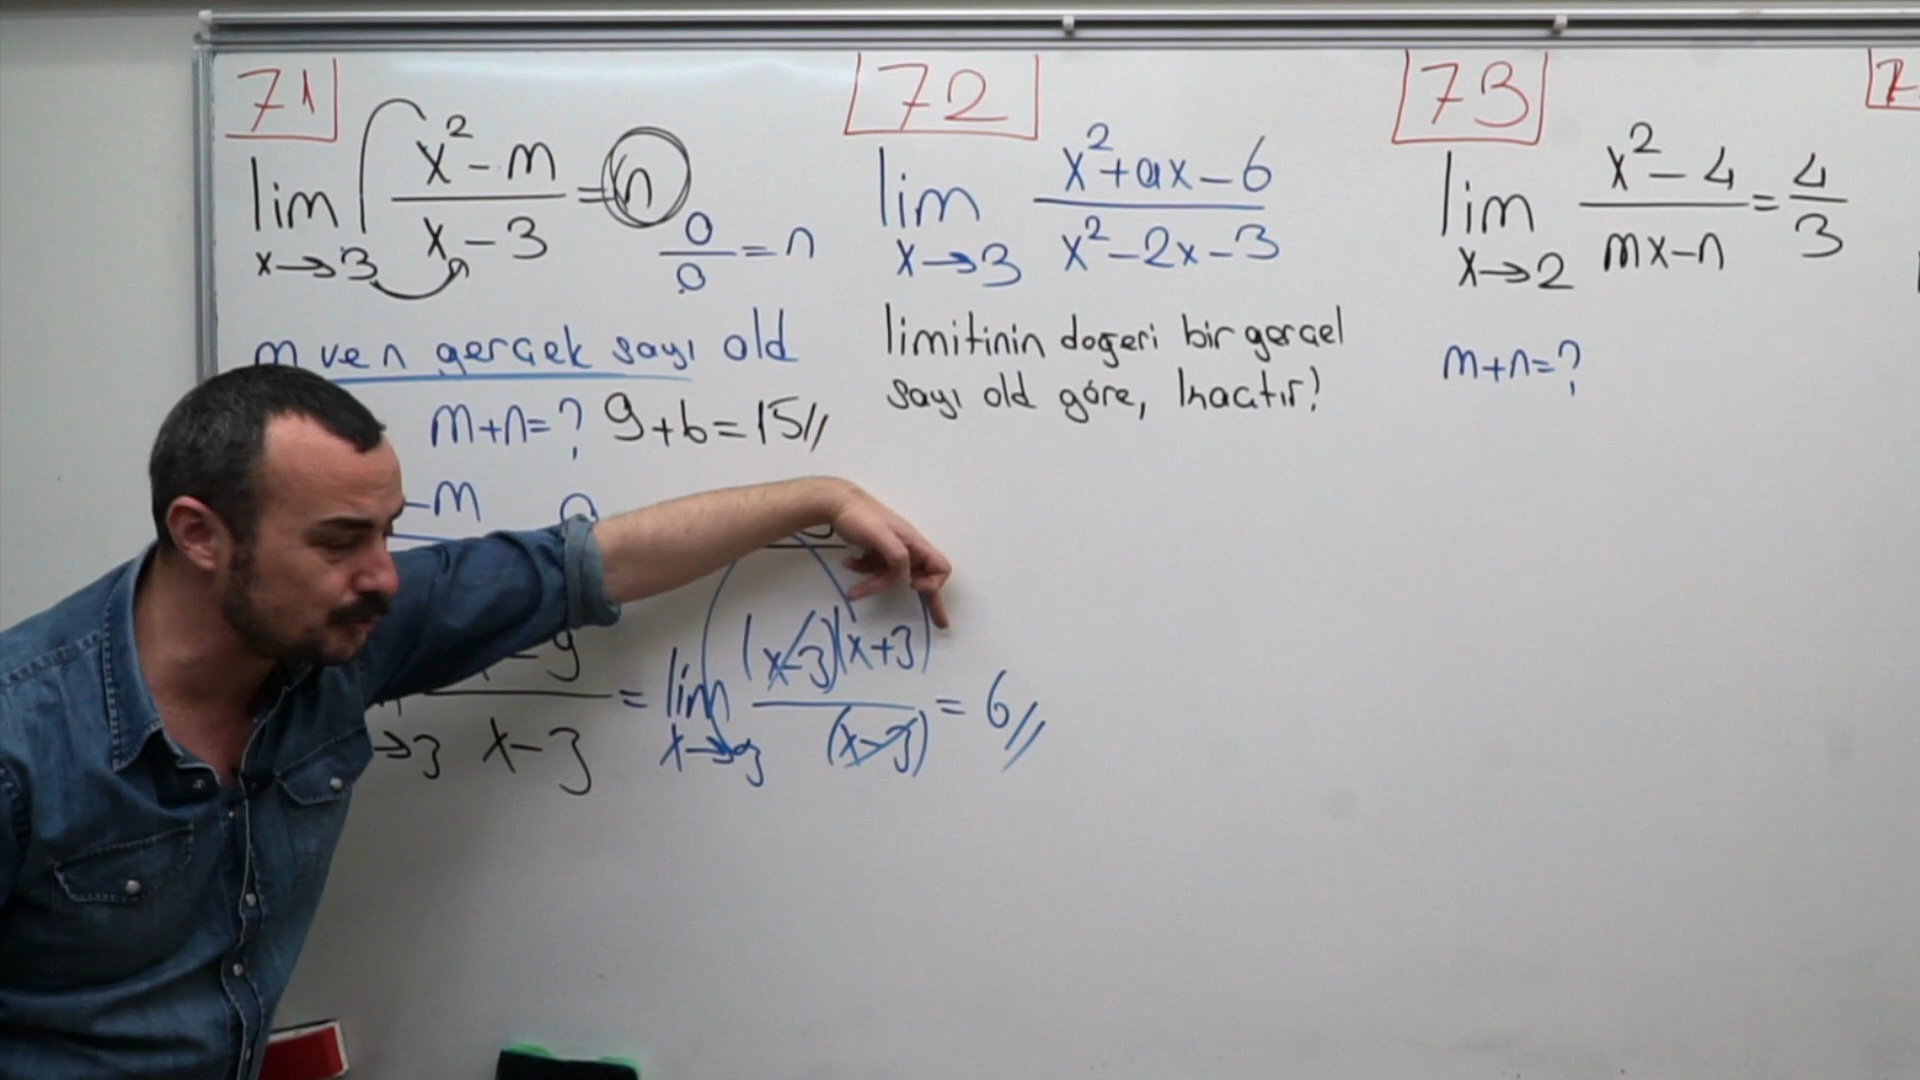 71
lim x→3 (x² - m)/(x - 3) = n
0/0 = n
m ve n gerçek sayı old
m+n=? 9+6=15//
-m
→3 x-3 = lim x→3 (x-3)(x+3)/(x-3) = 6//
72
lim x→3 (x²+ax-6)/(x²-2x-3)
limitinin değeri bir gerçel
sayı old göre, kaçtır?
73
lim x→2 (x²-4)/(mx-n) = 4/3
m+n=?